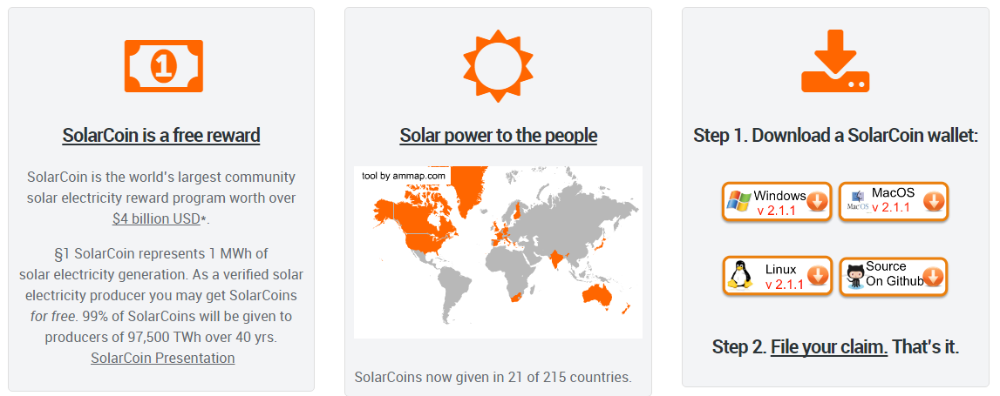 1
SolarCoin is a free reward
SolarCoin is the world's largest community
solar electricity reward program worth over
$4 billion USD*.
§1 SolarCoin represents 1 MWh of
solar electricity generation. As a verified solar
electricity producer you may get SolarCoins
for free. 99% of SolarCoins will be given to
producers of 97,500 TWh over 40 yrs.
SolarCoin Presentation
Solar power to the people
tool by ammap.com
SolarCoins now given in 21 of 215 countries.
Step 1. Download a SolarCoin wallet:
Windows
v 2.1.1
MacOS
Mac OS
v 2.1.1
Linux
v 2.1.1
Source
On Github
Step 2. File your claim. That's it.